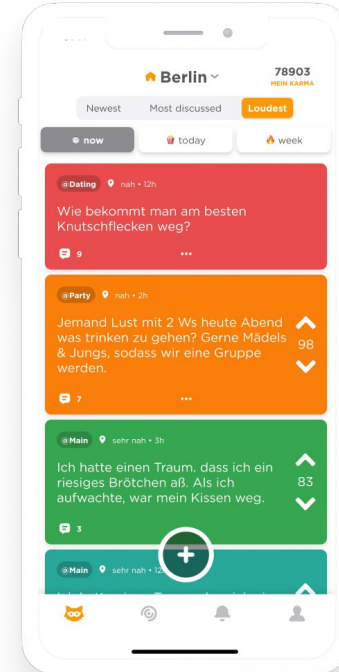 Berlin
78903
MEIN KARMA
Newest Most discussed Loudest
now today week
@Dating nah • 12h
Wie bekommt man am besten
Knutschflecken weg?
9
@Party nah • 2h
Jemand Lust mit 2 Ws heute Abend
was trinken zu gehen? Gerne Mädels
& Jungs, sodass wir eine Gruppe
werden.
98
7
@Main sehr nah • 3h
Ich hatte einen Traum. dass ich ein
riesiges Brötchen aß. Als ich
aufwachte, war mein Kissen weg.
83
3
@Main sehr nah • 12